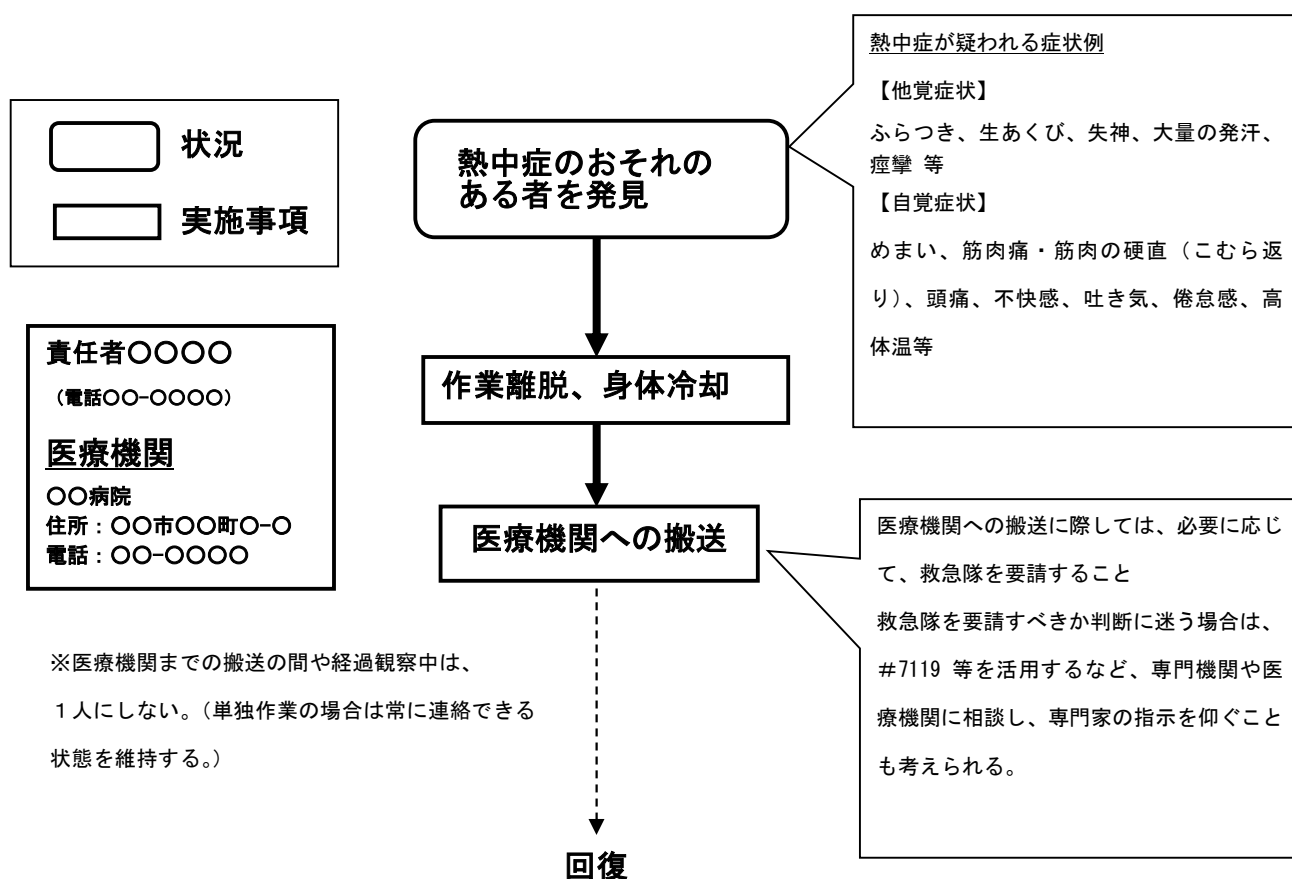 状況
実施事項
責任者〇〇〇〇
（電話〇〇-〇〇〇〇）
医療機関
〇〇病院
住所：〇〇市〇〇町〇-〇
電話：〇〇-〇〇〇〇
※医療機関までの搬送の間や経過観察中は、
１人にしない。（単独作業の場合は常に連絡できる
状態を維持する。）
熱中症のおそれの
ある者を発見
作業離脱、身体冷却
医療機関への搬送
回復
熱中症が疑われる症状例
【他覚症状】
ふらつき、生あくび、失神、大量の発汗、
痙攣 等
【自覚症状】
めまい、筋肉痛・筋肉の硬直（こむら返
り）、頭痛、不快感、吐き気、倦怠感、高
体温等
医療機関への搬送に際しては、必要に応じ
て、救急隊を要請すること
救急隊を要請すべきか判断に迷う場合は、
＃7119 等を活用するなど、専門機関や医
療機関に相談し、専門家の指示を仰ぐこと
も考えられる。